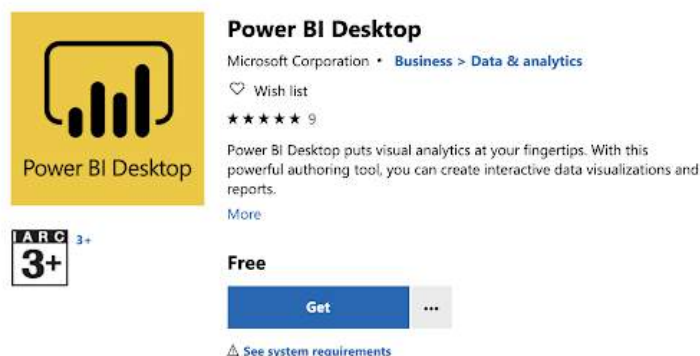 Power BI Desktop
Power BI Desktop
Microsoft Corporation • Business > Data & analytics
Wish list
★★★★★ 9
Power BI Desktop puts visual analytics at your fingertips. With this
powerful authoring tool, you can create interactive data visualizations and
reports.
More
IARC
3+
3+
Free
Get
...
See system requirements